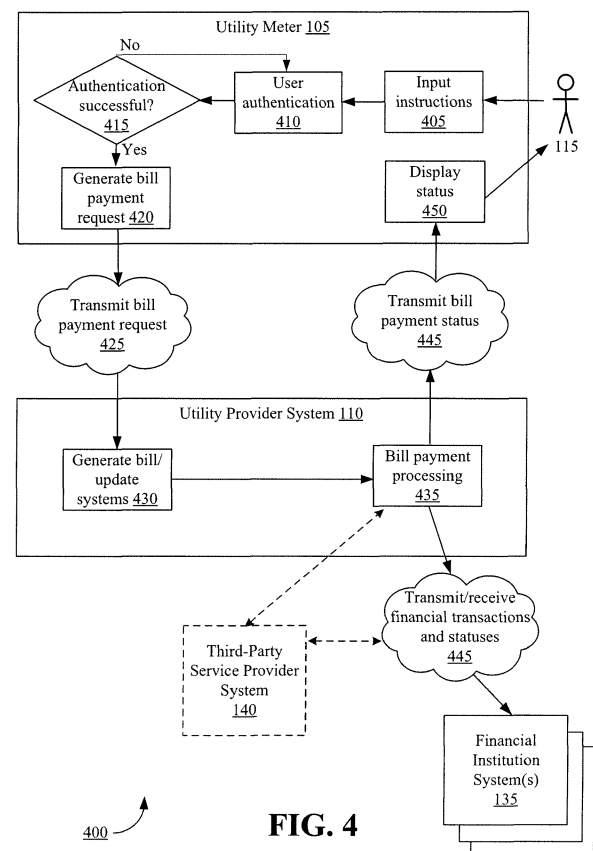 Utility Meter 105
No
Authentication
successful?
415
User
authentication
410
Input
instructions
405
115
Yes
Generate bill
payment
request 420
Display
status
450
Transmit bill
payment request
425
Transmit bill
payment status
445
Utility Provider System 110
Generate bill/
update
systems 430
Bill payment
processing
435
Transmit/receive
financial transactions
and statuses
445
Third-Party
Service Provider
System
140
Financial
Institution
System(s)
135
400
FIG. 4